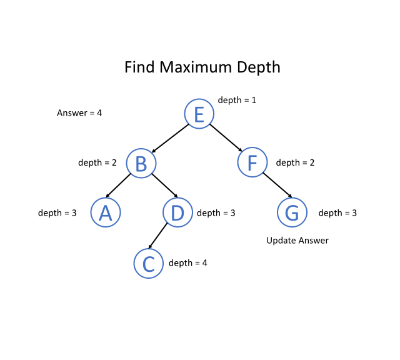 Find Maximum Depth
depth = 1
Answer = 4
E
depth = 2
B
F
depth = 2
depth = 3
A
D
depth = 3
G
depth = 3
Update Answer
C
depth = 4